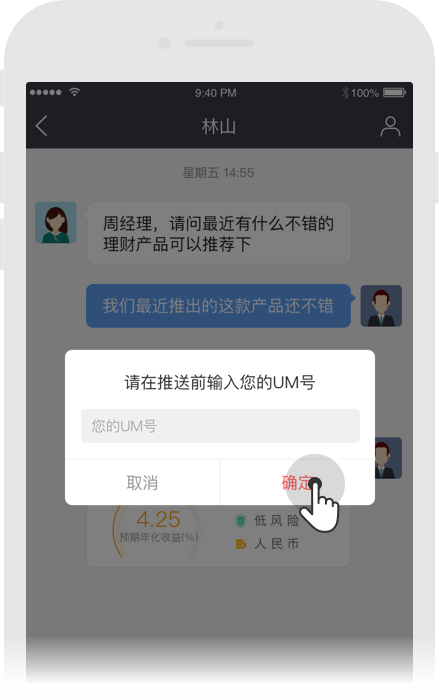 9:40 PM
100%
林山
星期五 14:55
周经理，请问最近有什么不错的
理财产品可以推荐下
我们最近推出的这款产品还不错
请在推送前输入您的UM号
您的UM号
取消
确定
4.25
预期年化收益(%)
低风险
人民币